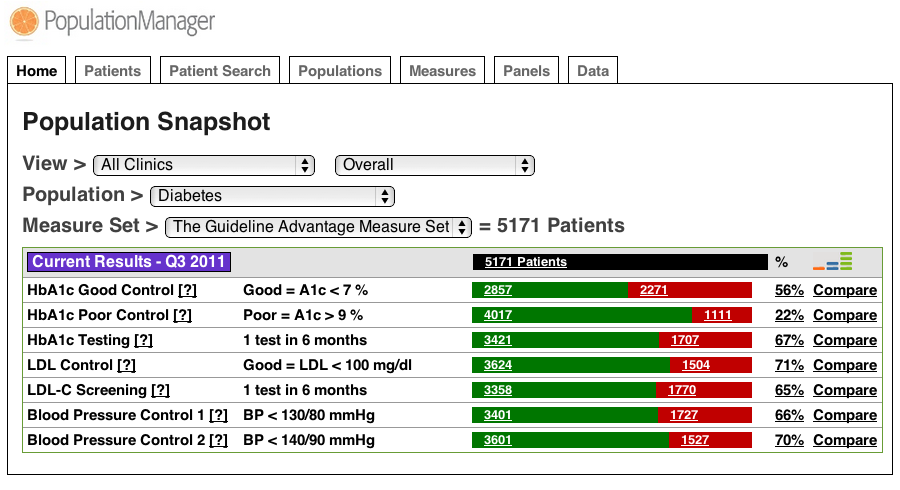 PopulationManager
Home Patients Patient Search Populations Measures Panels Data
Population Snapshot
View > All Clinics Overall
Population > Diabetes
Measure Set > The Guideline Advantage Measure Set = 5171 Patients
Current Results - Q3 2011 5171 Patients %
HbA1c Good Control [?] Good = A1c < 7 % 2857 2271 56% Compare
HbA1c Poor Control [?] Poor = A1c > 9 % 4017 1111 22% Compare
HbA1c Testing [?] 1 test in 6 months 3421 1707 67% Compare
LDL Control [?] Good = LDL < 100 mg/dl 3624 1504 71% Compare
LDL-C Screening [?] 1 test in 6 months 3358 1770 65% Compare
Blood Pressure Control 1 [?] BP < 130/80 mmHg 3401 1727 66% Compare
Blood Pressure Control 2 [?] BP < 140/90 mmHg 3601 1527 70% Compare